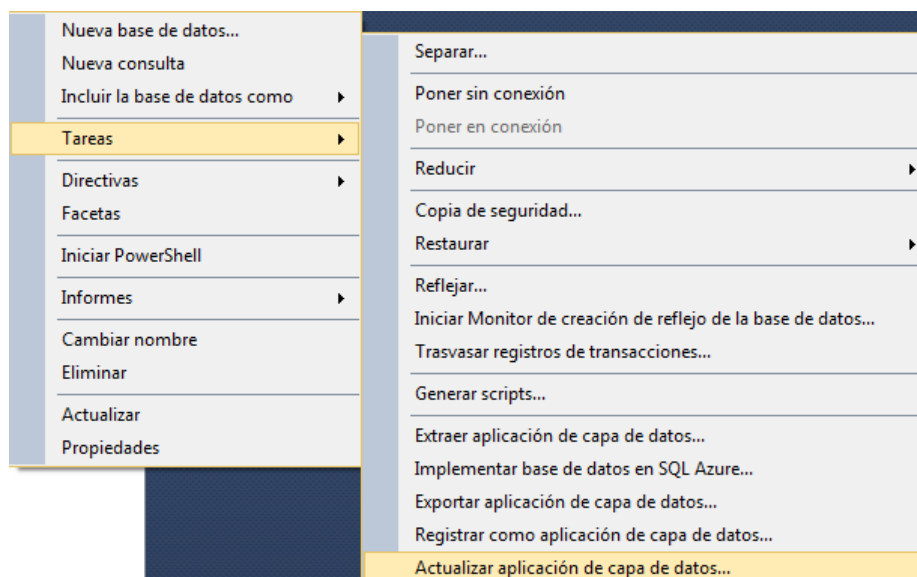 Nueva base de datos...
Nueva consulta
Incluir la base de datos como
Tareas
Directivas
Facetas
Iniciar PowerShell
Informes
Cambiar nombre
Eliminar
Actualizar
Propiedades
Separar...
Poner sin conexión
Poner en conexión
Reducir
Copia de seguridad...
Restaurar
Reflejar...
Iniciar Monitor de creación de reflejo de la base de datos...
Trasvasar registros de transacciones...
Generar scripts...
Extraer aplicación de capa de datos...
Implementar base de datos en SQL Azure...
Exportar aplicación de capa de datos...
Registrar como aplicación de capa de datos...
Actualizar aplicación de capa de datos...